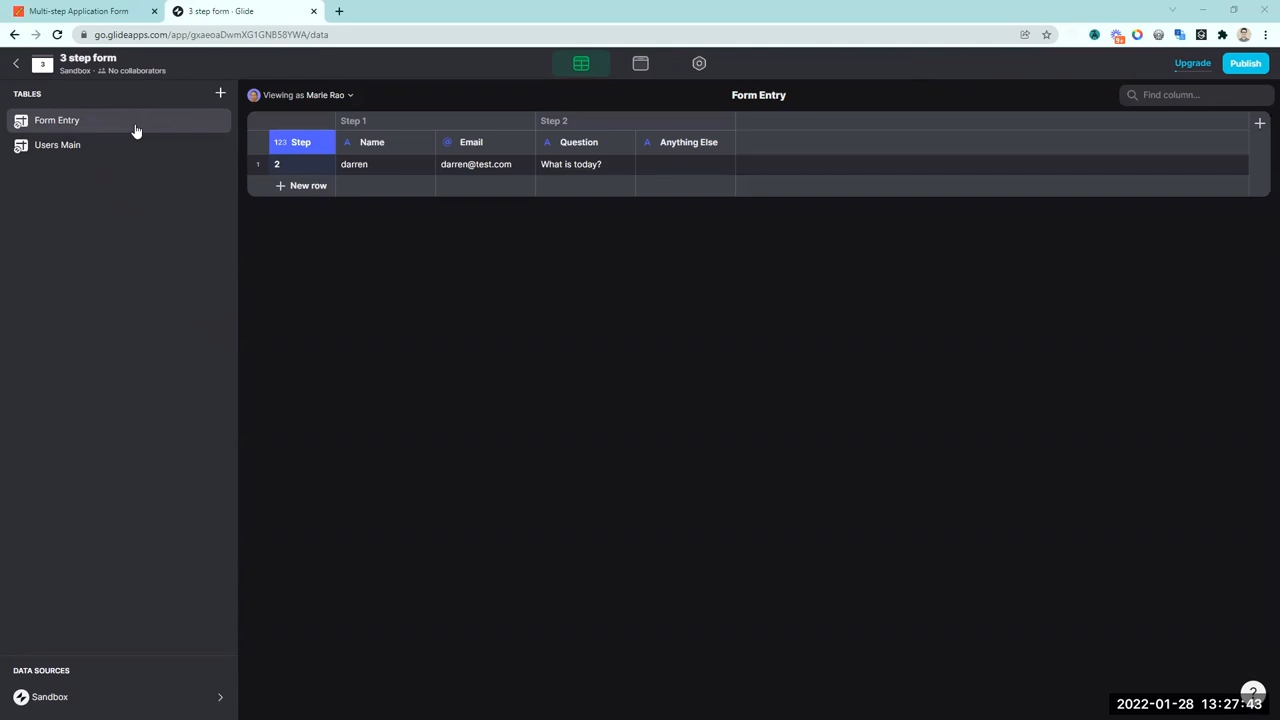 Multi-step Application Form
3 step form - Glide
go.glideapps.com/app/gxaeoaDwmXG1GNB58YWA/data
9+
3
3 step form
Sandbox · No collaborators
Upgrade
Publish
TABLES
Form Entry
Users Main
Viewing as Marie Rao
Form Entry
Find column...
Step 1
Step 2
123 Step
A Name
@ Email
A Question
A Anything Else
1
2
darren
darren@test.com
What is today?
New row
DATA SOURCES
Sandbox
?
2022-01-28 13:27:43